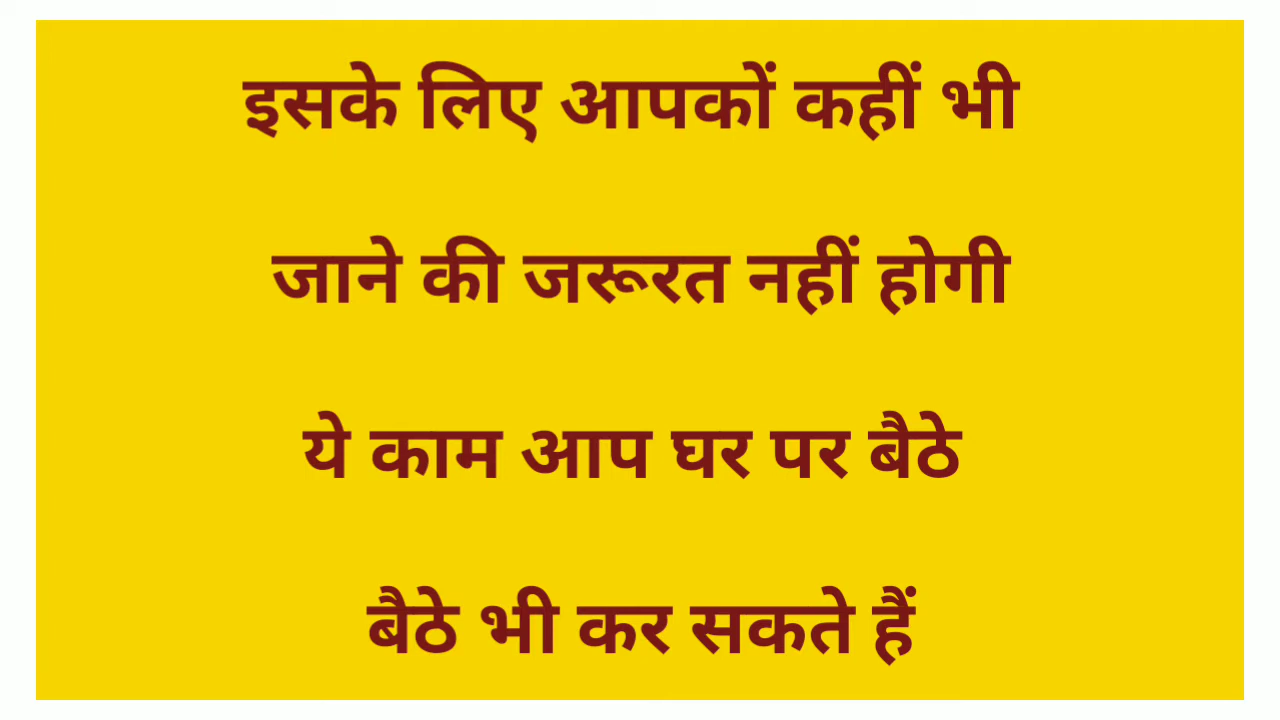 इसके लिए आपकों कहीं भी
जाने की जरूरत नहीं होगी
ये काम आप घर पर बैठे
बैठे भी कर सकते हैं